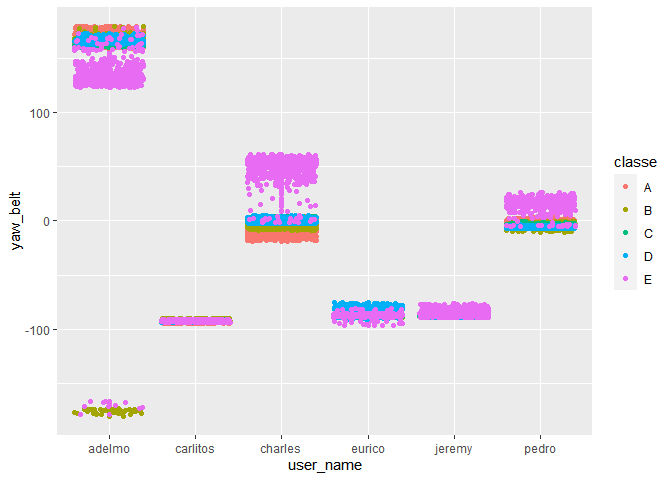 yaw_belt
100
0
-100
adelmo
carlitos
charles
eurico
jeremy
pedro
user_name
classe
A
B
C
D
E